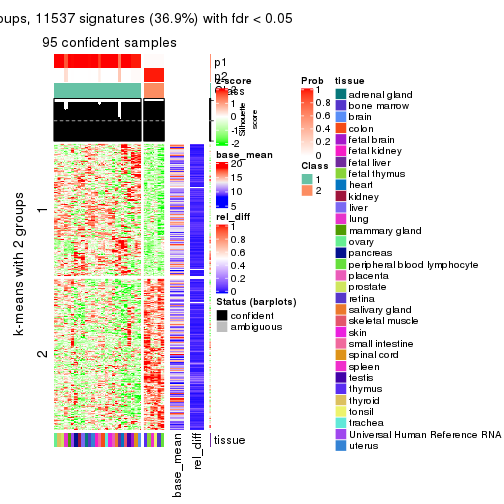 oups, 11537 signatures (36.9%) with fdr < 0.05
95 confident samples
p1
p2
Class
z-score
2
1
0
-1
-2
Silhouette score
k-means with 2 groups
1
2
base_mean
20
15
10
5
rel_diff
1
0.8
0.6
0.4
0.2
0
Status (barplots)
confident
ambiguous
Prob
1
0.8
0.6
0.4
0.2
0
Class
1
2
tissue
adrenal gland
bone marrow
brain
colon
fetal brain
fetal kidney
fetal liver
fetal thymus
heart
kidney
liver
lung
mammary gland
ovary
pancreas
peripheral blood lymphocyte
placenta
prostate
retina
salivary gland
skeletal muscle
skin
small intestine
spinal cord
spleen
testis
thymus
thyroid
tonsil
trachea
Universal Human Reference RNA
uterus
tissue
base_mean
rel_diff